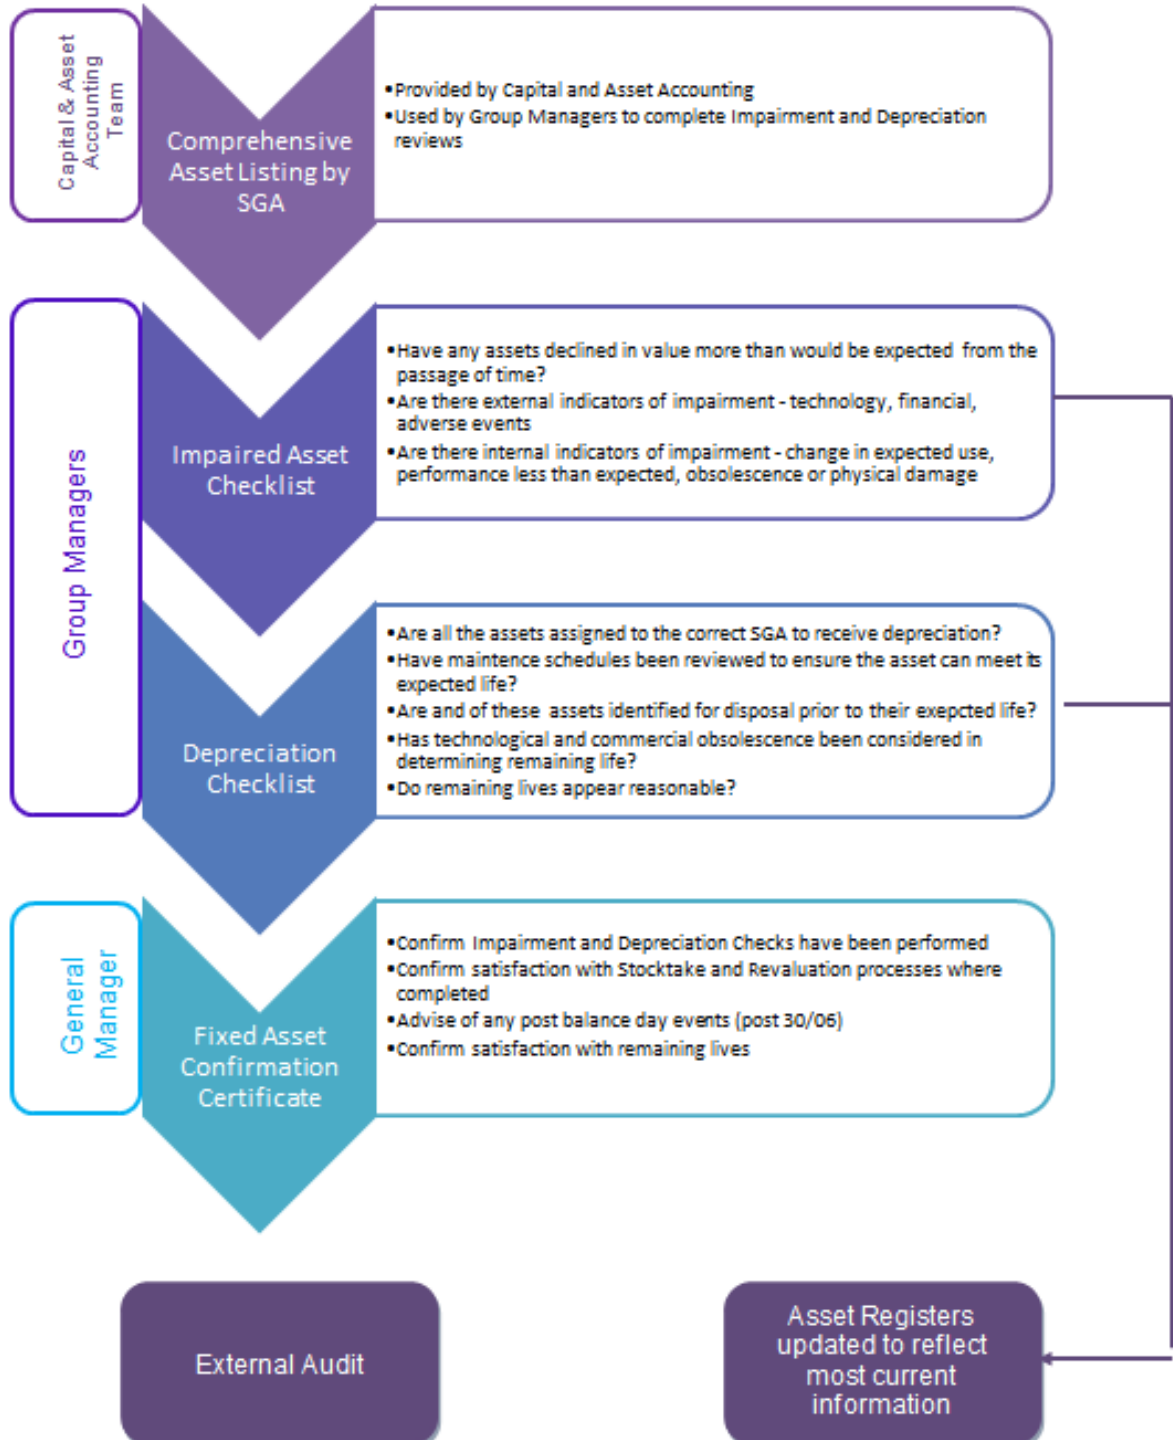 Capital & Asset
Accounting
Team
Comprehensive
Asset Listing by
SGA
•Provided by Capital and Asset Accounting
•Used by Group Managers to complete Impairment and Depreciation
reviews
Group Managers
Impaired Asset
Checklist
•Have any assets declined in value more than would be expected from the
passage of time?
•Are there external indicators of impairment - technology, financial,
adverse events
•Are there internal indicators of impairment - change in expected use,
performance less than expected, obsolescence or physical damage
Depreciation
Checklist
•Are all the assets assigned to the correct SGA to receive depreciation?
•Have maintence schedules been reviewed to ensure the asset can meet its
expected life?
•Are and of these assets identified for disposal prior to their exepcted life?
•Has technological and commercial obsolescence been considered in
determining remaining life?
•Do remaining lives appear reasonable?
General
Manager
Fixed Asset
Confirmation
Certificate
•Confirm Impairment and Depreciation Checks have been performed
•Confirm satisfaction with Stocktake and Revaluation processes where
completed
•Advise of any post balance day events (post 30/06)
•Confirm satisfaction with remaining lives
External Audit
Asset Registers
updated to reflect
most current
information